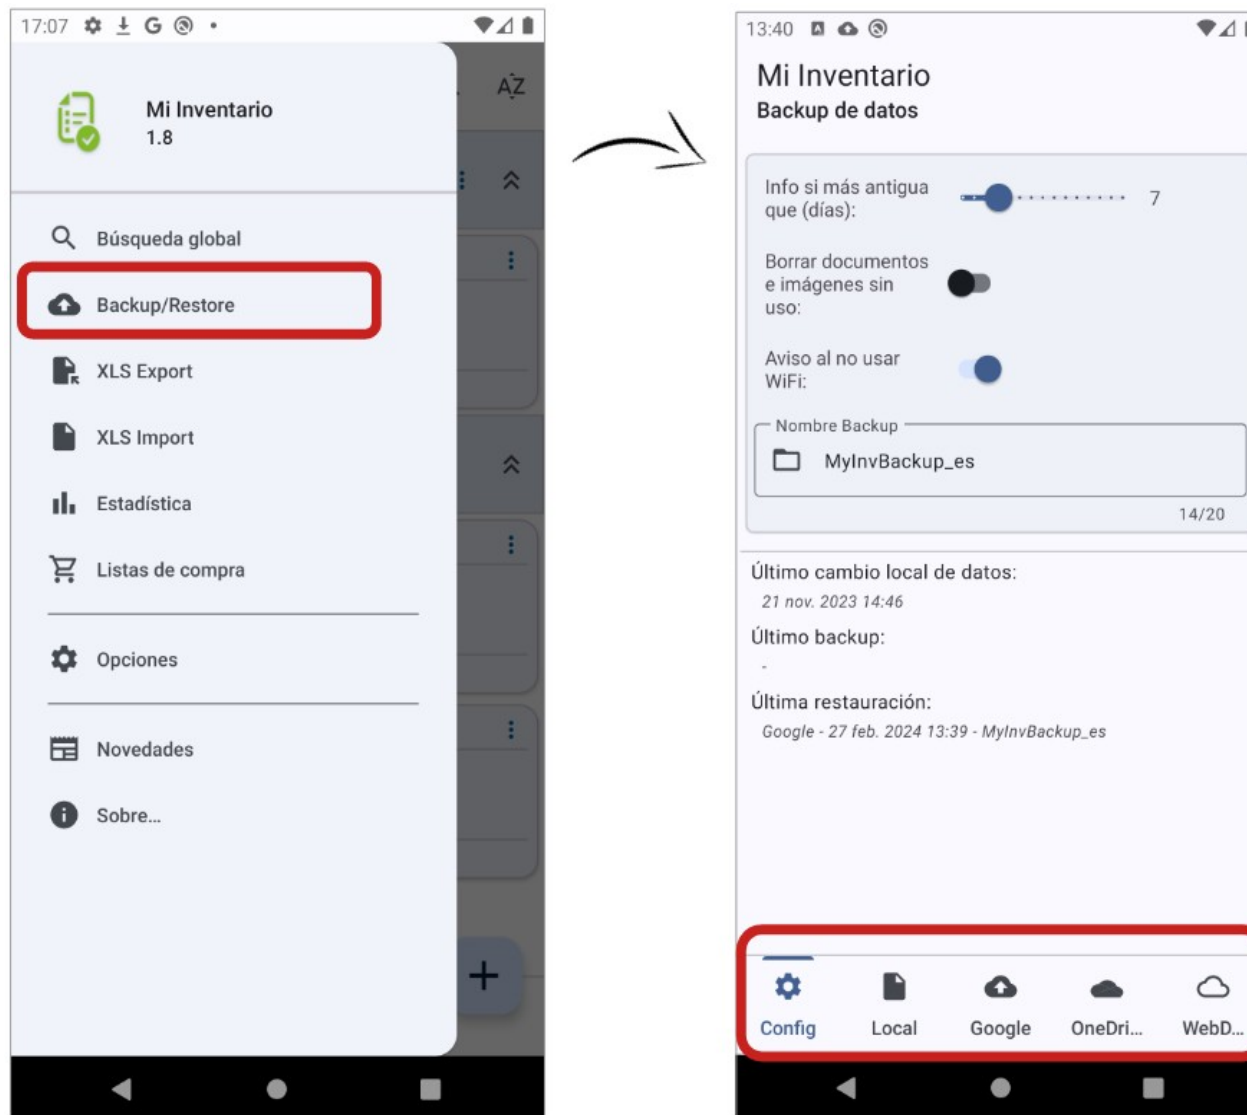 17:07
Mi Inventario
1.8
AZ
Búsqueda global
Backup/Restore
XLS Export
XLS Import
Estadística
Listas de compra
Opciones
Novedades
Sobre...
13:40
Mi Inventario
Backup de datos
Info si más antigua
que (días):
7
Borrar documentos
e imágenes sin
uso:
Aviso al no usar
WiFi:
Nombre Backup
MyInvBackup_es
14/20
Último cambio local de datos:
21 nov. 2023 14:46
Último backup:
-
Última restauración:
Google - 27 feb. 2024 13:39 - MyInvBackup_es
Config Local Google OneDri... WebD...